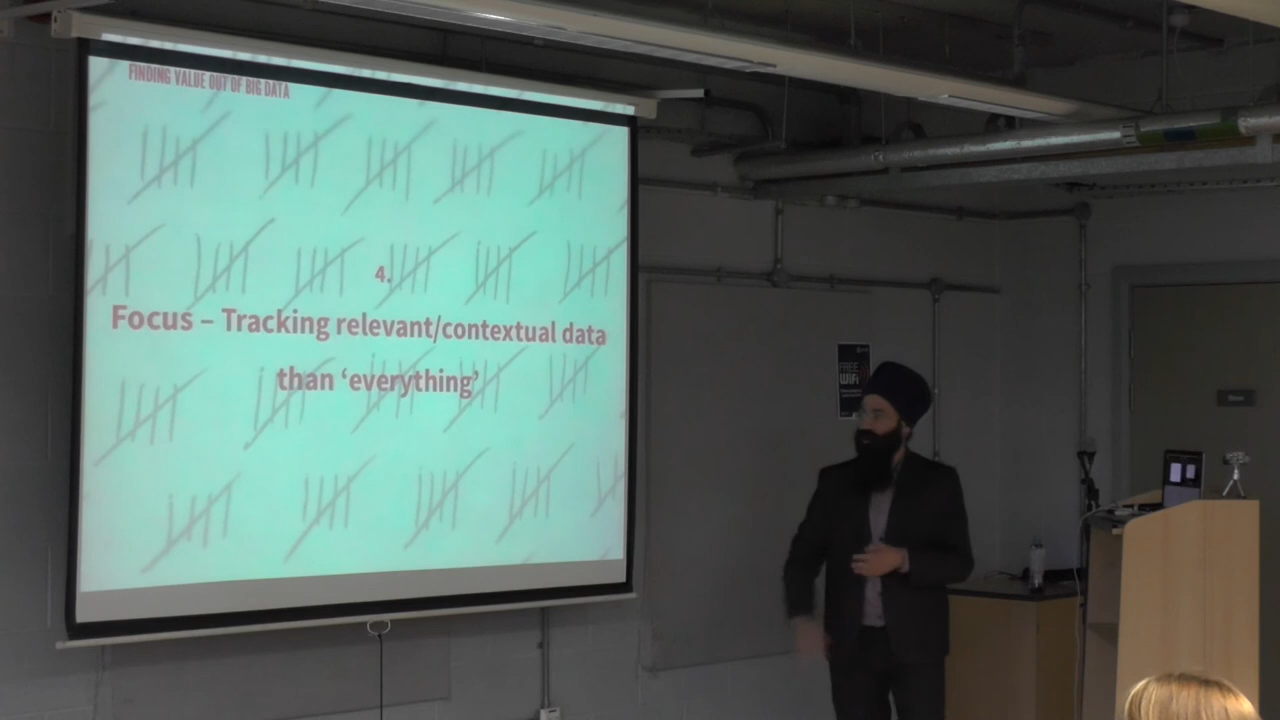 FINDING VALUE OUT OF BIG DATA
4.
Focus – Tracking relevant/contextual data
than ‘everything’
FREE
WiFi